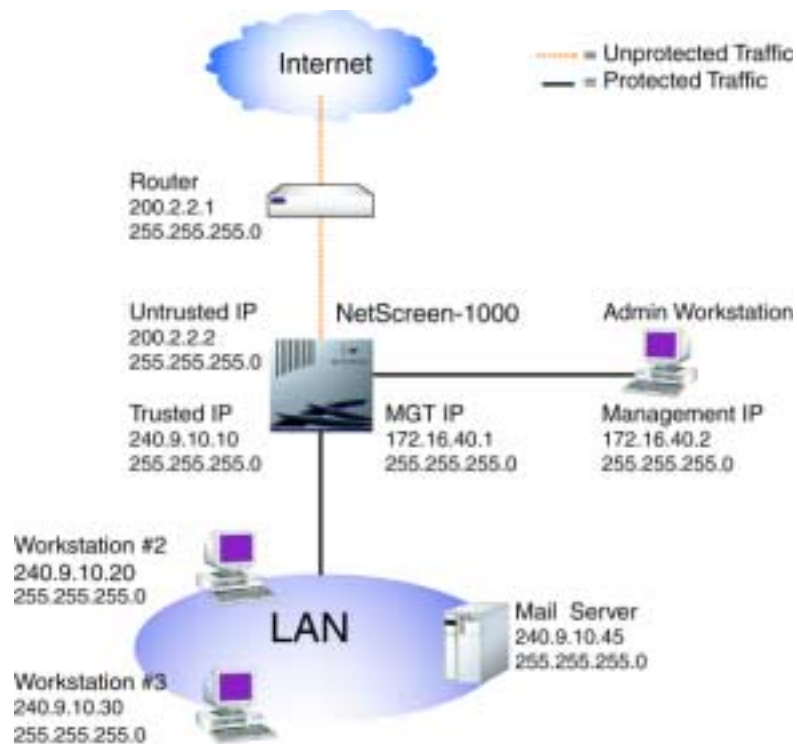 Internet
= Unprotected Traffic
= Protected Traffic
Router
200.2.2.1
255.255.255.0
Untrusted IP
200.2.2.2
255.255.255.0
NetScreen-1000
Admin Workstation
Trusted IP
240.9.10.10
255.255.255.0
MGT IP
172.16.40.1
255.255.255.0
Management IP
172.16.40.2
255.255.255.0
Workstation #2
240.9.10.20
255.255.255.0
LAN
Mail Server
240.9.10.45
255.255.255.0
Workstation #3
240.9.10.30
255.255.255.0